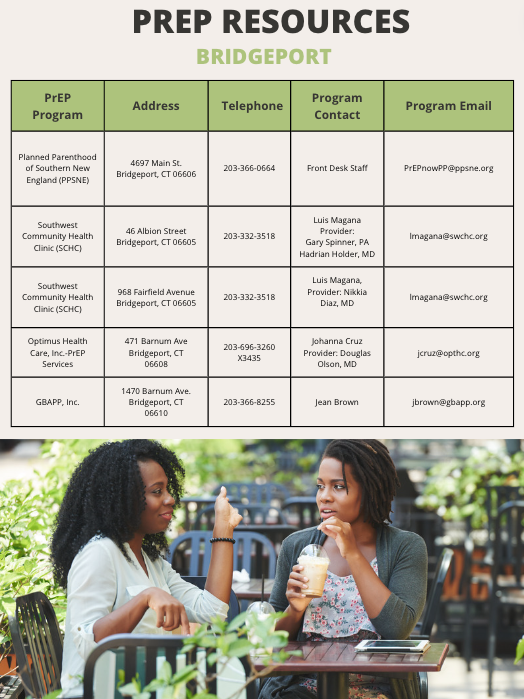 PREP RESOURCES
BRIDGEPORT
PrEP
Program
Address
Telephone
Program
Contact
Program Email
Planned Parenthood
of Southern New
England (PPSNE)
4697 Main St.
Bridgeport, CT 06606
203-366-0664
Front Desk Staff
PrEPnowPP@ppsne.org
Southwest
Community Health
Clinic (SCHC)
46 Albion Street
Bridgeport, CT 06605
203-332-3518
Luis Magana
Provider:
Gary Spinner, PA
Hadrian Holder, MD
lmagana@swchc.org
Southwest
Community Health
Clinic (SCHC)
968 Fairfield Avenue
Bridgeport, CT 06605
203-332-3518
Luis Magana,
Provider: Nikkia
Diaz, MD
lmagana@swchc.org
Optimus Health
Care, Inc.-PrEP
Services
471 Barnum Ave
Bridgeport, CT
06608
203-696-3260
X3435
Johanna Cruz
Provider: Douglas
Olson, MD
jcruz@opthc.org
GBAPP, Inc.
1470 Barnum Ave.
Bridgeport, CT
06610
203-366-8255
Jean Brown
jbrown@gbapp.org